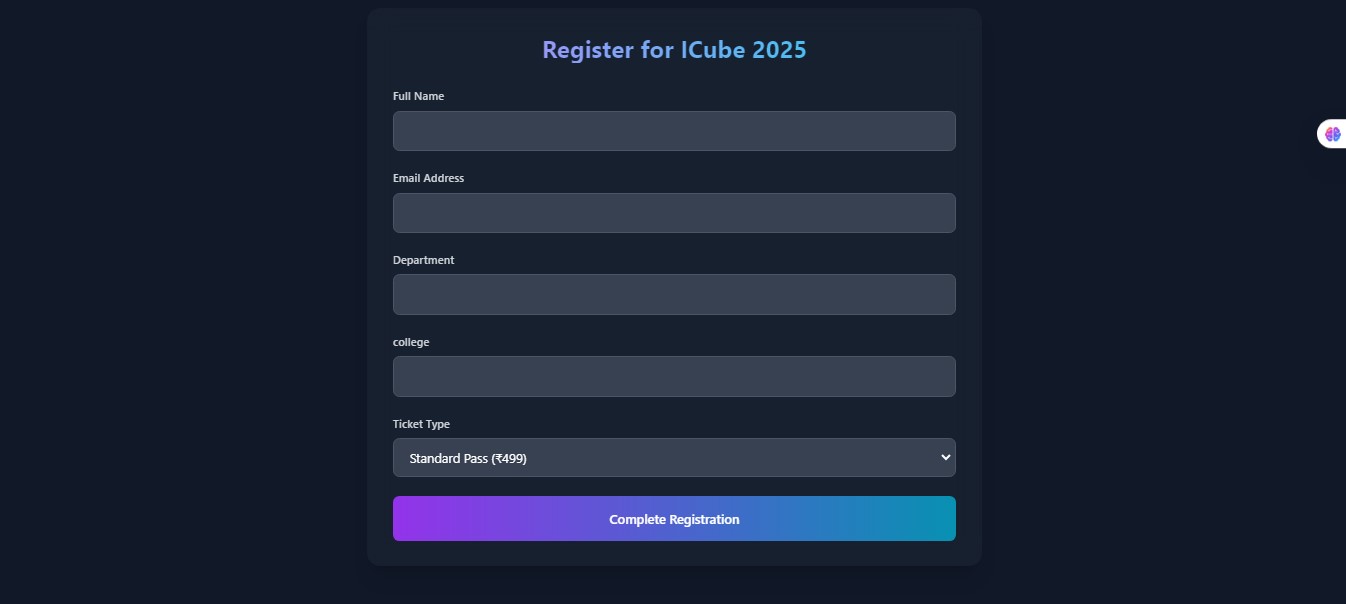 Register for ICube 2025
Full Name
Email Address
Department
college
Ticket Type
Standard Pass (₹499)
Complete Registration